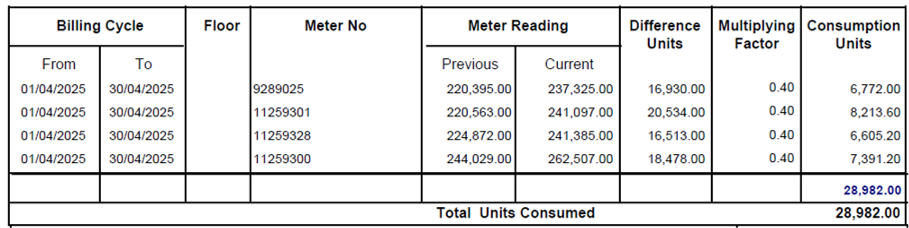 Billing Cycle Floor Meter No Meter Reading Difference Units Multiplying Factor Consumption Units
From To Previous Current
01/04/2025 30/04/2025 9289025 220,395.00 237,325.00 16,930.00 0.40 6,772.00
01/04/2025 30/04/2025 11259301 220,563.00 241,097.00 20,534.00 0.40 8,213.60
01/04/2025 30/04/2025 11259328 224,872.00 241,385.00 16,513.00 0.40 6,605.20
01/04/2025 30/04/2025 11259300 244,029.00 262,507.00 18,478.00 0.40 7,391.20
28,982.00
Total Units Consumed 28,982.00